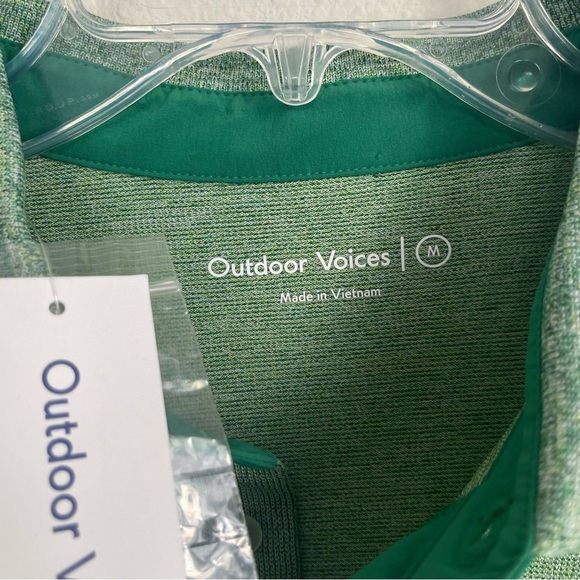 Outdoor Voices | M
Made in Vietnam
Outdoor V